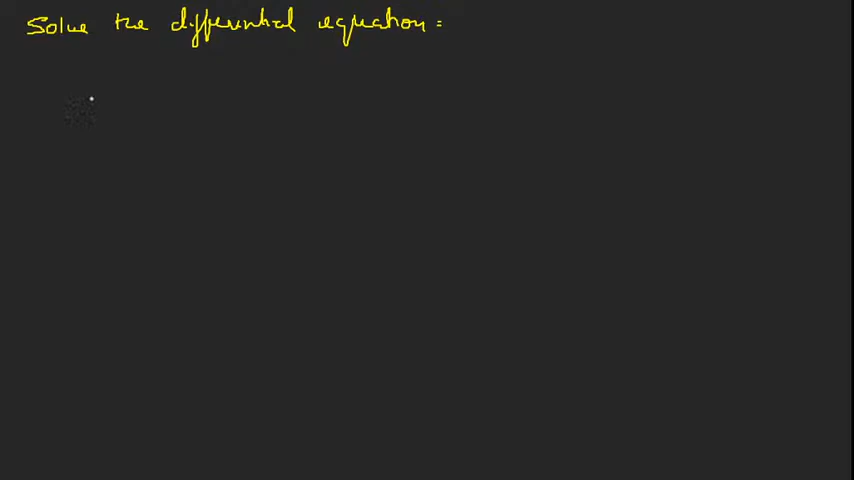 Solve the differential equation =